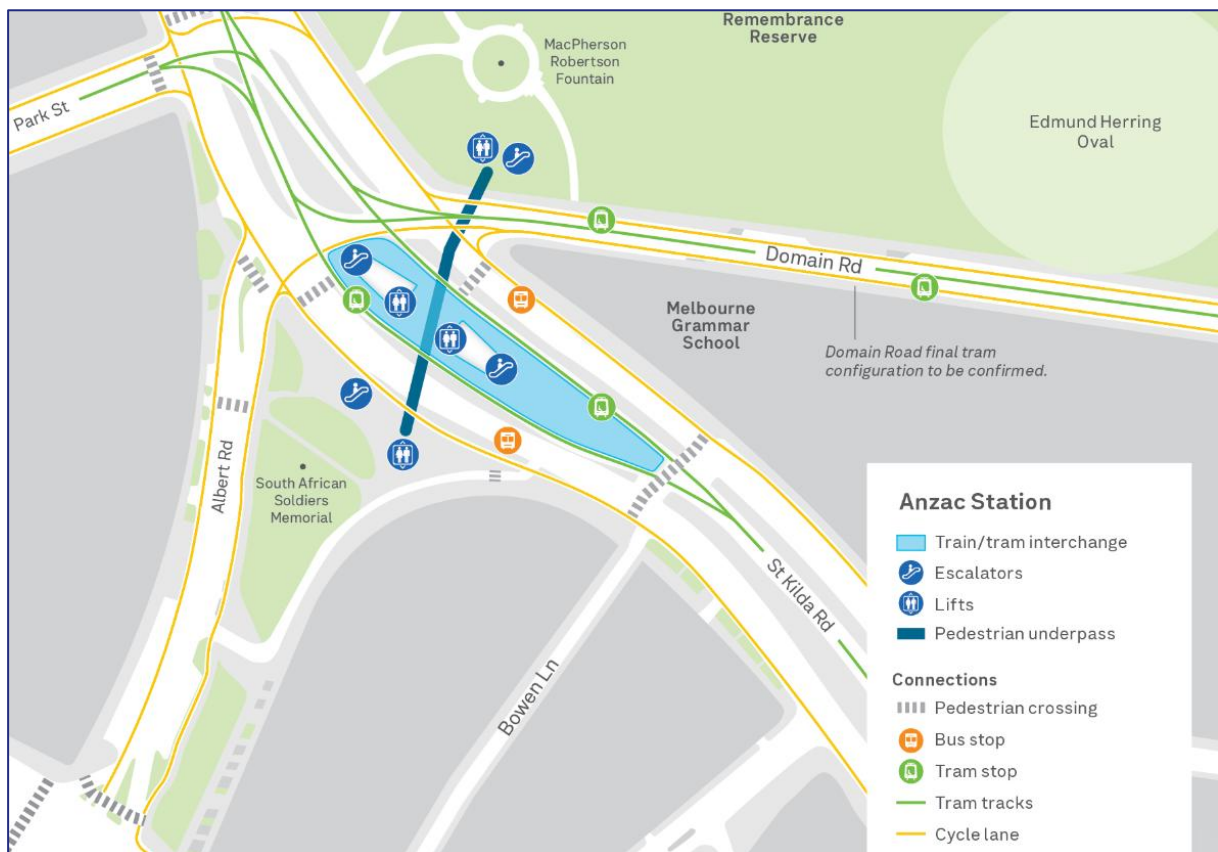 Remembrance
Reserve
MacPherson
Robertson
Fountain
Park St
Edmund Herring
Oval
Domain Rd
Melbourne
Grammar
School
Domain Road final tram
configuration to be confirmed.
Albert Rd
South African
Soldiers
Memorial
St Kilda Rd
Bowen Ln
Anzac Station
Train/tram interchange
Escalators
Lifts
Pedestrian underpass
Connections
Pedestrian crossing
Bus stop
Tram stop
Tram tracks
Cycle lane